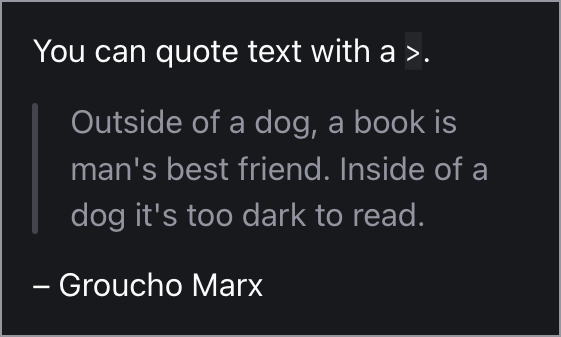 You can quote text with a >.
Outside of a dog, a book is
man's best friend. Inside of a
dog it's too dark to read.
– Groucho Marx